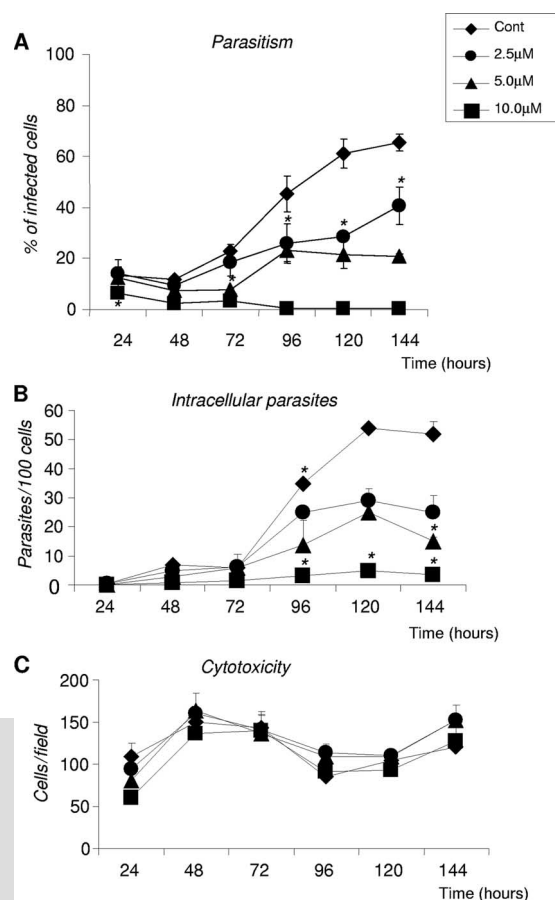 A
Parasitism
Cont
2.5µM
5.0µM
10.0µM
% of infected cells
100
80
60
40
20
0
*
*
*
*
*
24 48 72 96 120 144
Time (hours)
B
Intracellular parasites
Parasites/100 cells
60
50
40
30
20
10
0
*
*
*
*
*
*
24 48 72 96 120 144
Time (hours)
C
Cytotoxicity
Cells/field
200
150
100
50
0
24 48 72 96 120 144
Time (hours)